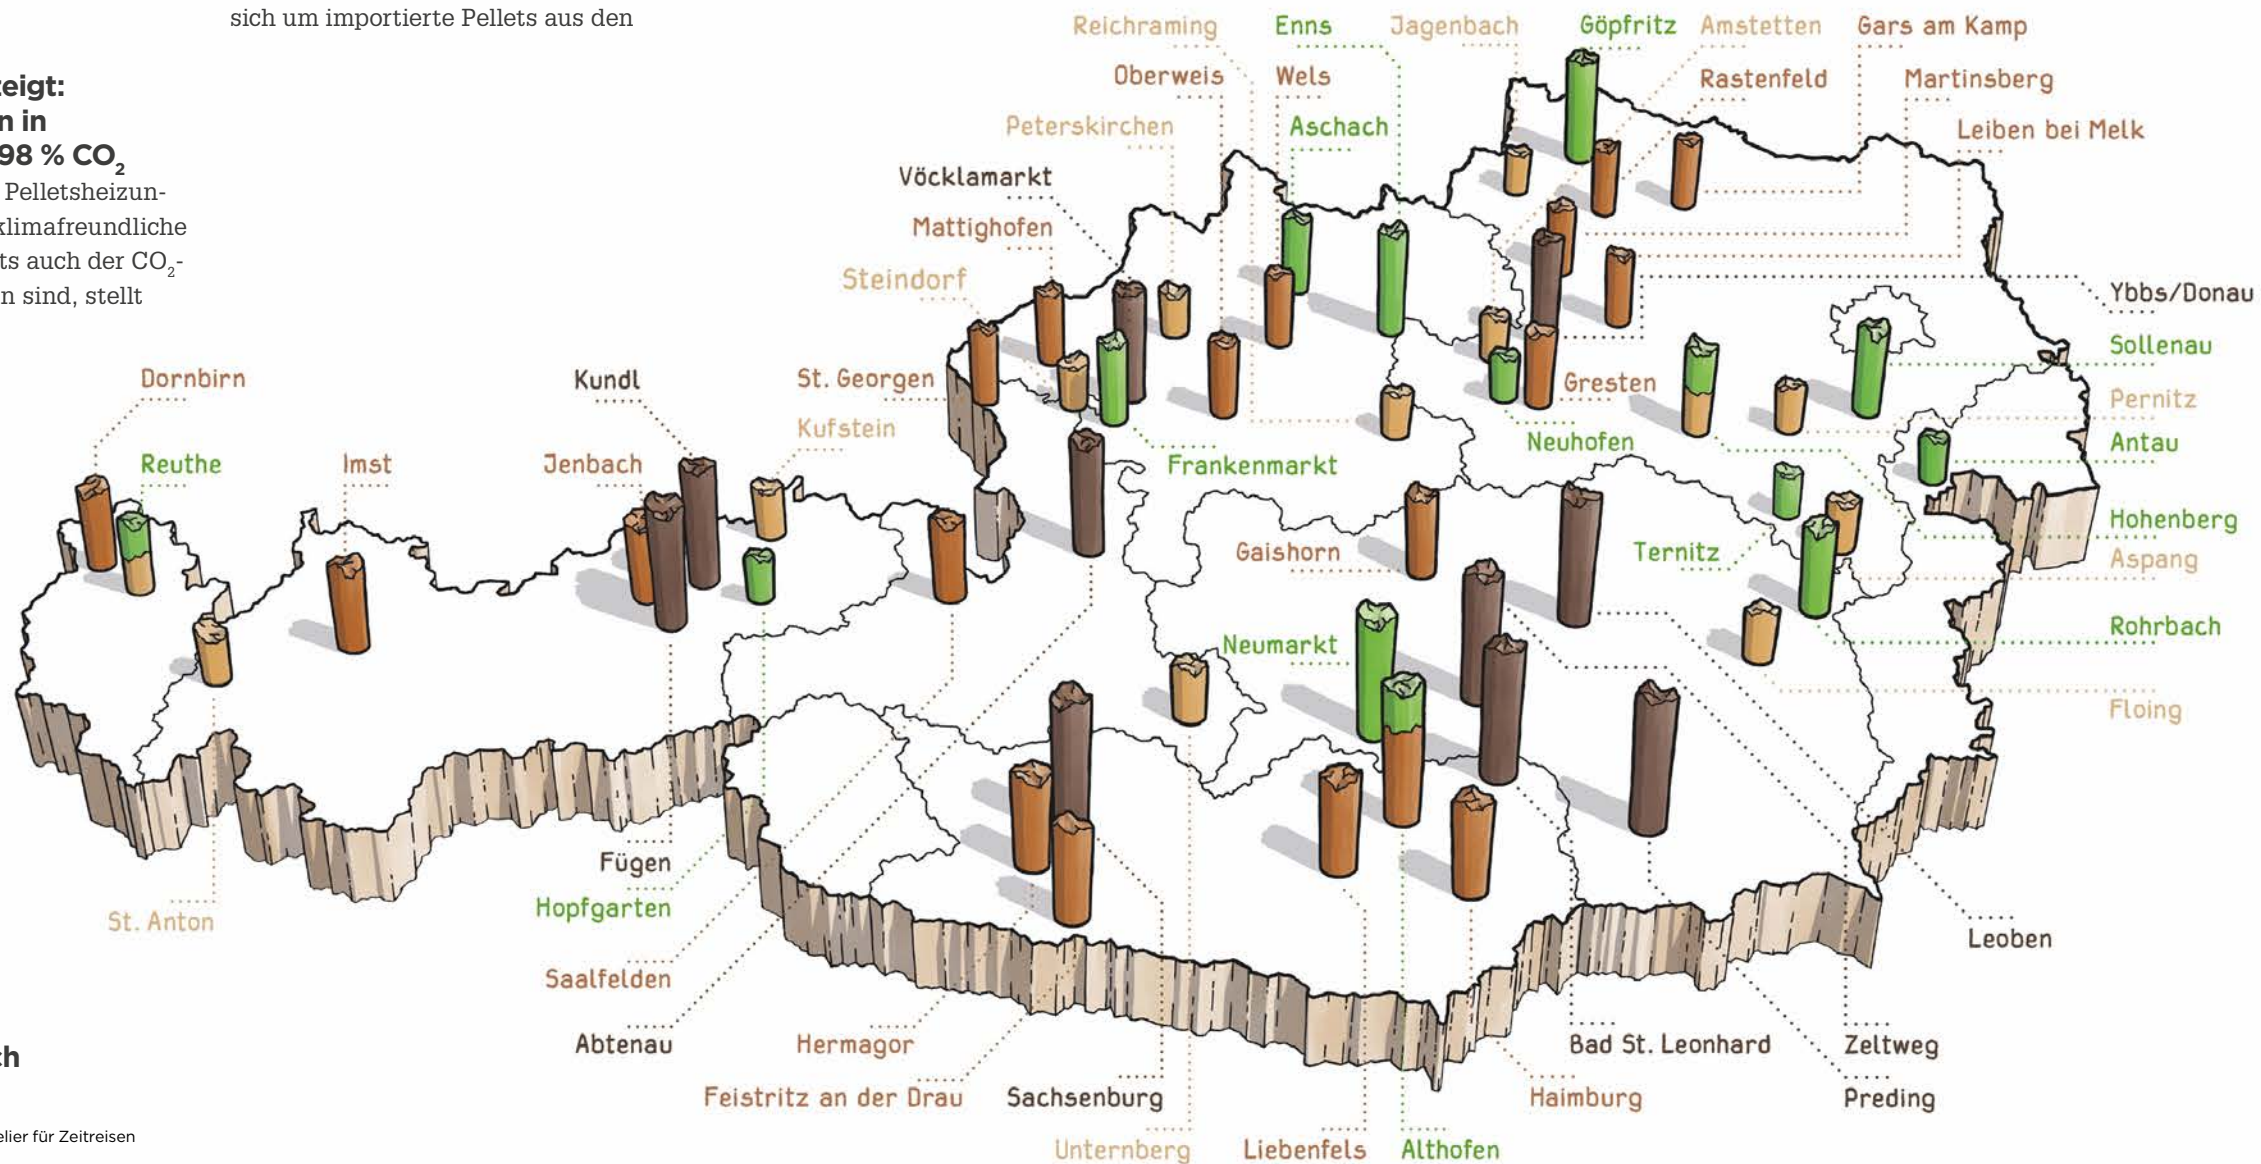 sich um importierte Pellets aus den
eigt:
n in
98 % CO₂
Pelletsheizun-
klimafreundliche
ts auch der CO₂-
n sind, stellt
ch
elier für Zeitreisen
Reichraming
Enns
Jagenbach
Göpfritz
Amstetten
Gars am Kamp
Oberweis
Wels
Rastenfeld
Martinsberg
Peterskirchen
Aschach
Leiben bei Melk
Vöcklamarkt
Mattighofen
Steindorf
Ybbs/Donau
Sollenau
Dornbirn
Kundl
St. Georgen
Gresten
Pernitz
Kufstein
Neuhofen
Antau
Reuthe
Imst
Jenbach
Frankenmarkt
Hohenberg
Gaishorn
Ternitz
Aspang
Neumarkt
Rohrbach
Floing
Fügen
Hopfgarten
St. Anton
Leoben
Saalfelden
Abtenau
Hermagor
Bad St. Leonhard
Zeltweg
Feistritz an der Drau
Sachsenburg
Haimburg
Preding
Unternberg
Liebenfels
Althofen